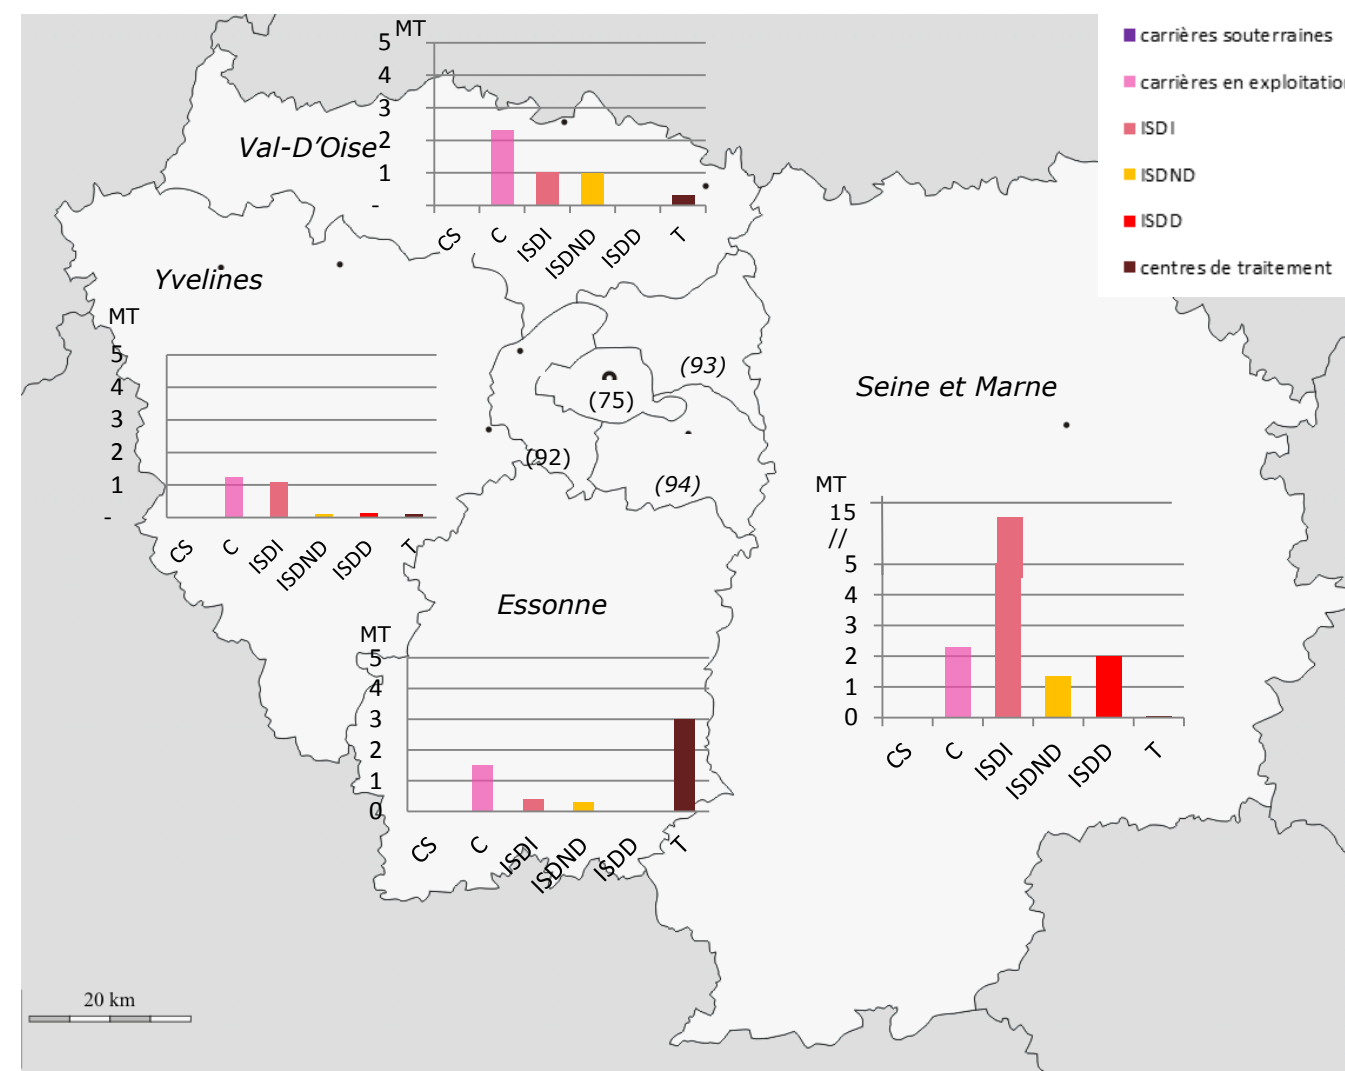 carrières souterraines
carrières en exploitation
ISDI
ISDND
ISDD
centres de traitement
MT
5
4
3
2
1
-
Val-D'Oise
CS
C
ISDI
ISDND
ISDD
T
Yvelines
MT
5
4
3
2
1
-
CS
C
ISDI
ISDND
ISDD
T
(93)
(75)
(92)
(94)
Seine et Marne
MT
15
//
5
4
3
2
1
0
CS
C
ISDI
ISDND
ISDD
T
Essonne
MT
5
4
3
2
1
0
CS
C
ISDI
ISDND
ISDD
T
20 km